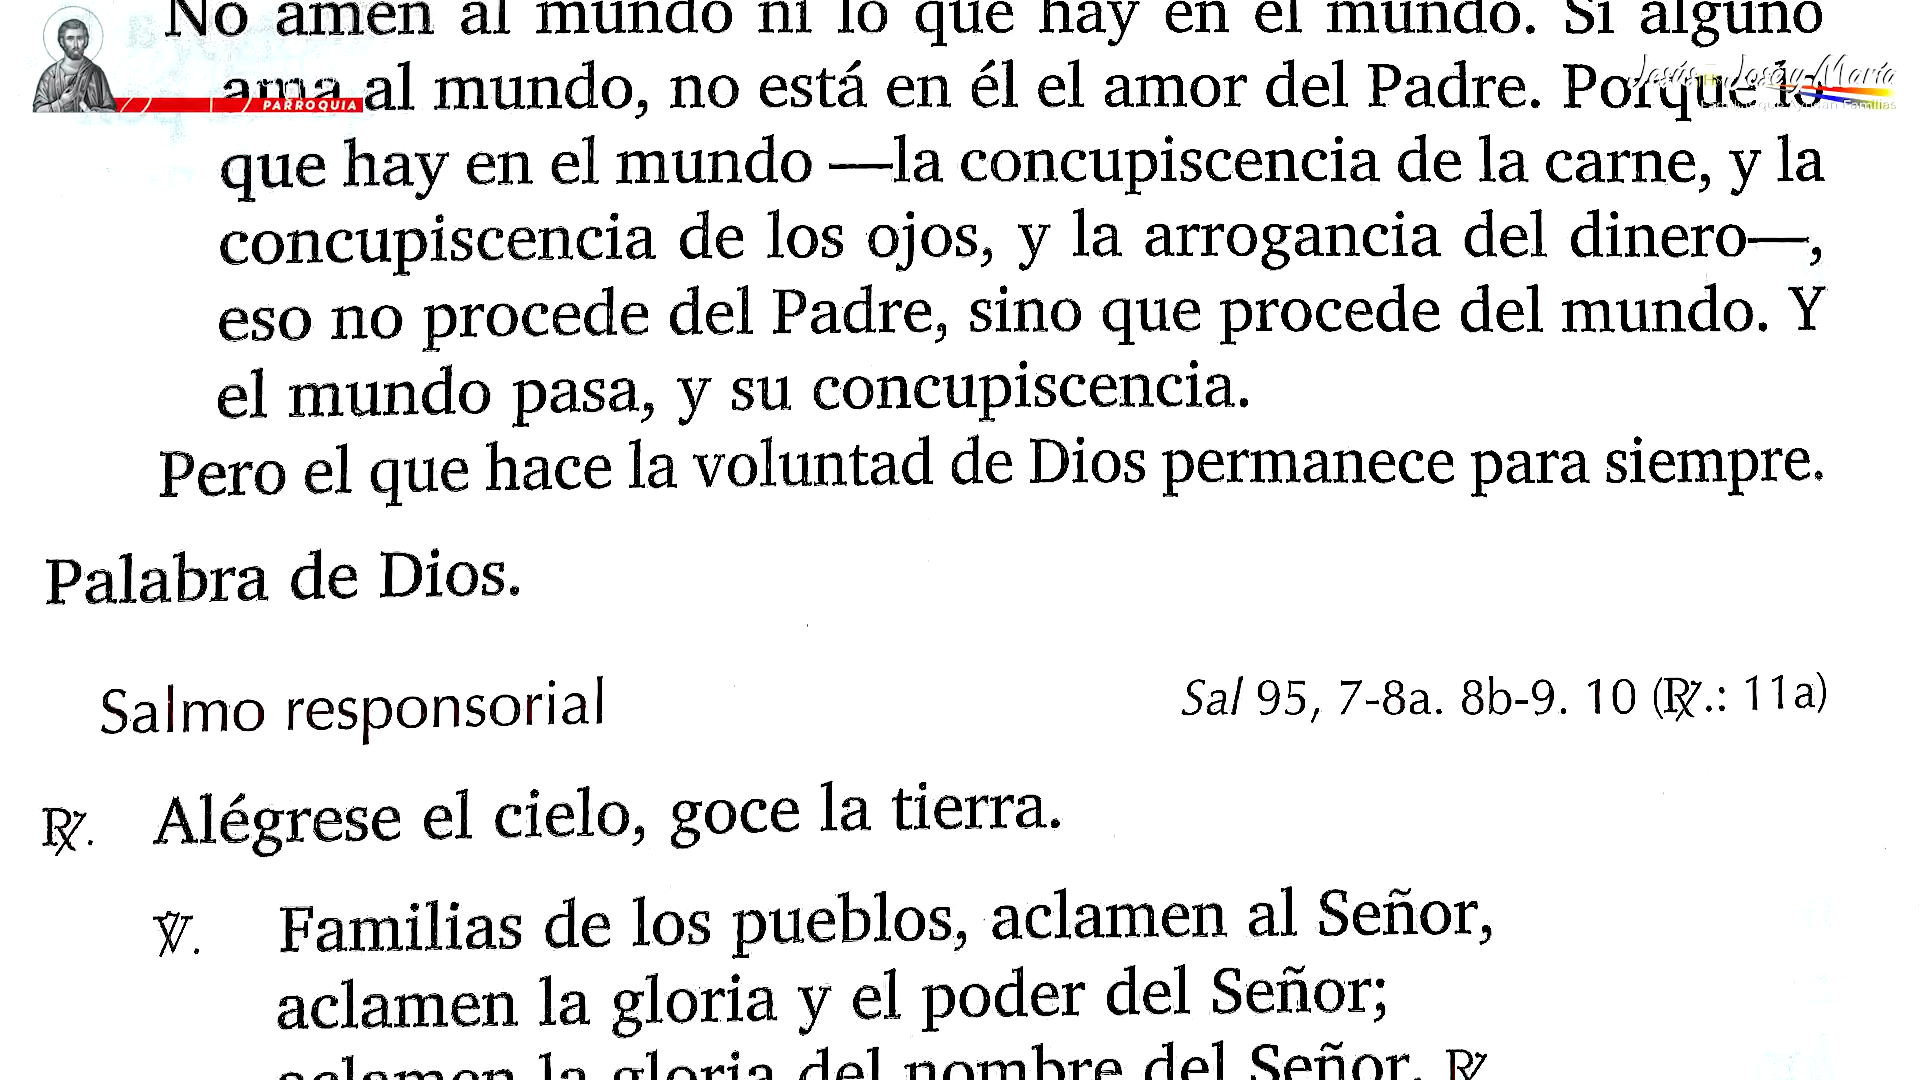 No amen al mundo ni lo que hay en el mundo. Si alguno
ama al mundo, no está en él el amor del Padre. Porque lo
PARROQUIA
Jesús José y María
que hay en el mundo —la concupiscencia de la carne, y la
concupiscencia de los ojos, y la arrogancia del dinero—,
eso no procede del Padre, sino que procede del mundo. Y
el mundo pasa, y su concupiscencia.
Pero el que hace la voluntad de Dios permanece para siempre.
Palabra de Dios.
Salmo responsorial
Sal 95, 7-8a. 8b-9. 10 (℟.: 11a)
℟. Alégrese el cielo, goce la tierra.
℣. Familias de los pueblos, aclamen al Señor,
aclamen la gloria y el poder del Señor;
aclamen la gloria del nombre del Señor. ℟